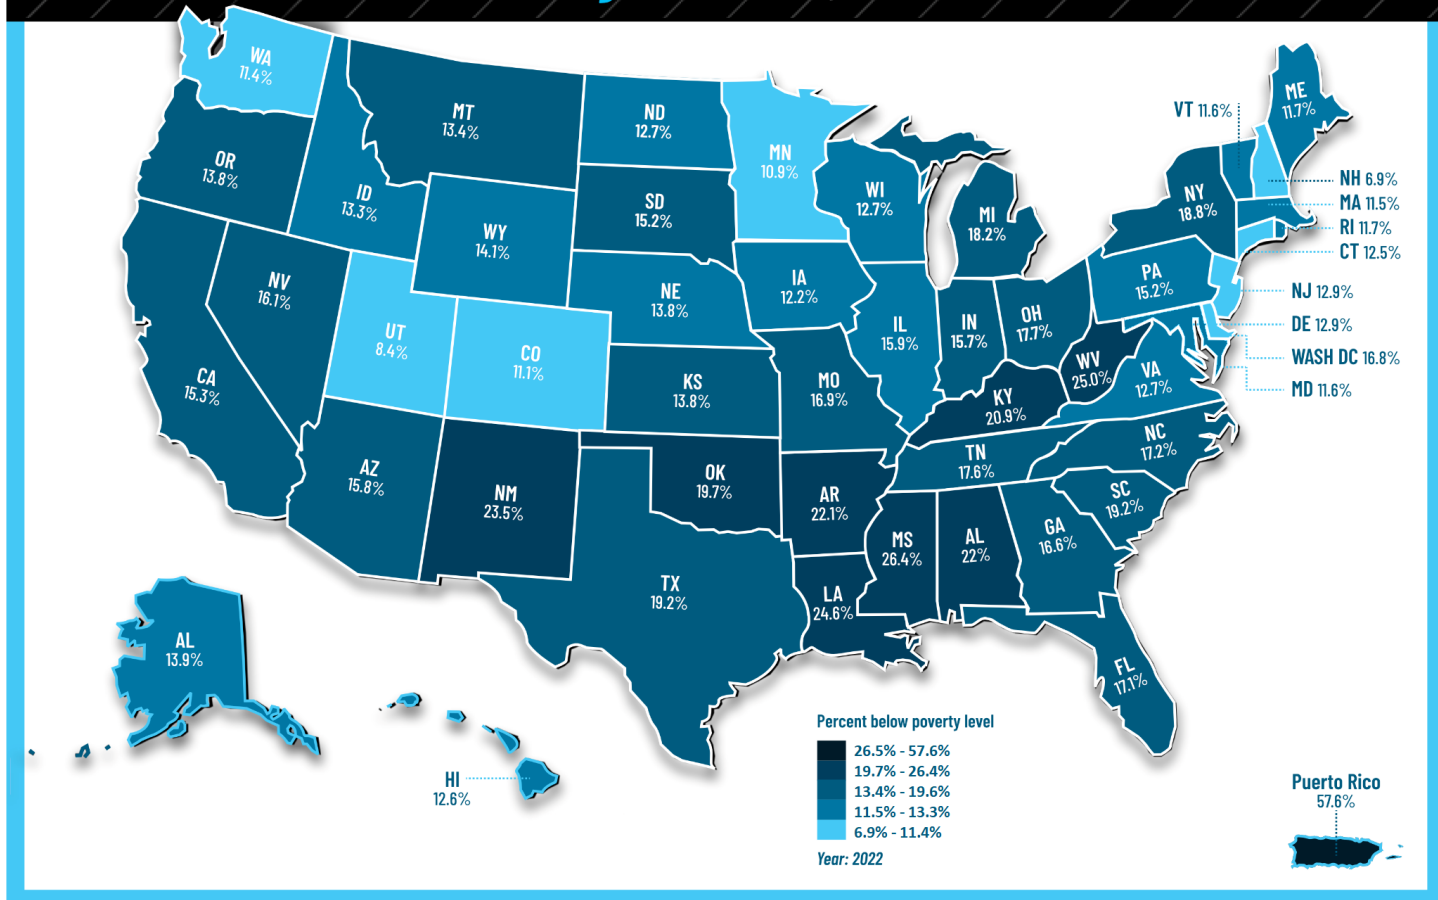 WA
11.4%
OR
13.8%
ID
13.3%
MT
13.4%
ND
12.7%
SD
15.2%
MN
10.9%
WI
12.7%
MI
18.2%
WY
14.1%
NV
16.1%
CA
15.3%
UT
8.4%
CO
11.1%
NE
13.8%
IA
12.2%
IL
15.9%
IN
15.7%
OH
17.7%
KS
13.8%
MO
16.9%
KY
20.9%
WV
25.0%
VA
12.7%
PA
15.2%
NY
18.8%
VT 11.6%
ME
11.7%
NH 6.9%
MA 11.5%
RI 11.7%
CT 12.5%
NJ 12.9%
DE 12.9%
WASH DC 16.8%
MD 11.6%
AZ
15.8%
NM
23.5%
OK
19.7%
AR
22.1%
TN
17.6%
NC
17.2%
SC
19.2%
GA
16.6%
AL
22%
MS
26.4%
LA
24.6%
TX
19.2%
FL
17.1%
AL
13.9%
HI
12.6%
Percent below poverty level
26.5% - 57.6%
19.7% - 26.4%
13.4% - 19.6%
11.5% - 13.3%
6.9% - 11.4%
Year: 2022
Puerto Rico
57.6%